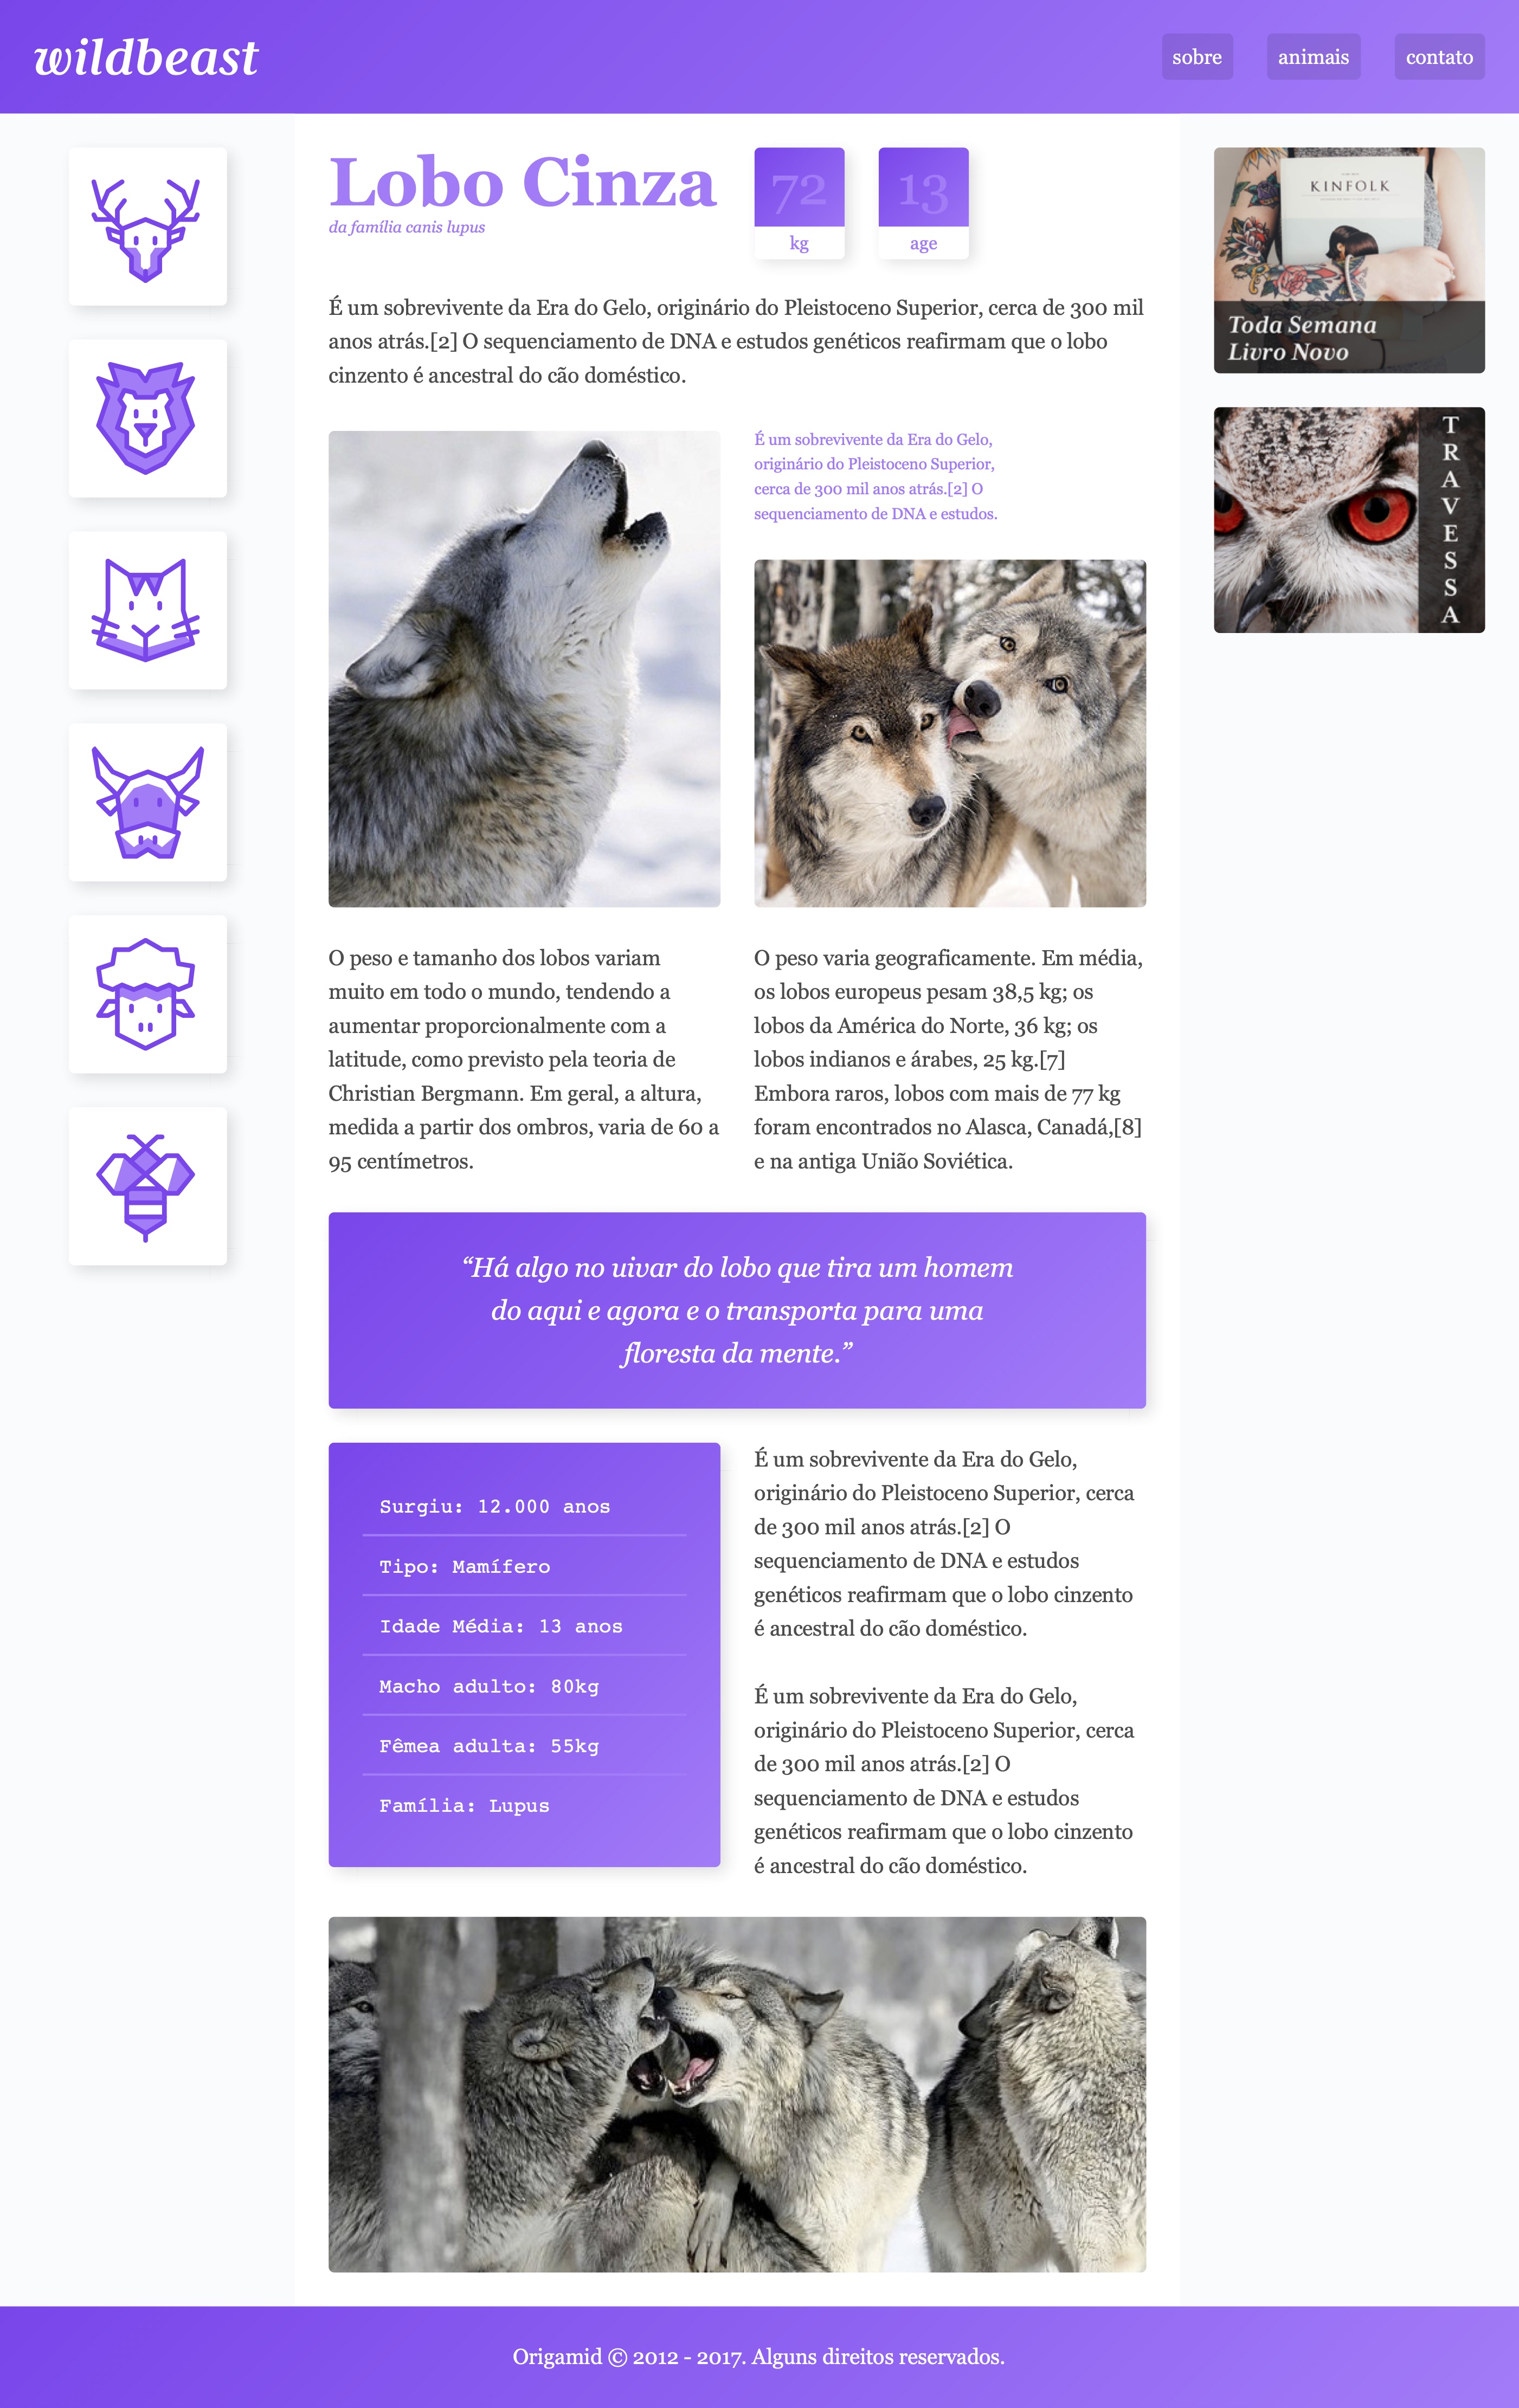 wildbeast
sobre
animais
contato
Lobo Cinza
da família canis lupus
72
kg
13
age
É um sobrevivente da Era do Gelo, originário do Pleistoceno Superior, cerca de 300 mil
anos atrás.[2] O sequenciamento de DNA e estudos genéticos reafirmam que o lobo
cinzento é ancestral do cão doméstico.
É um sobrevivente da Era do Gelo,
originário do Pleistoceno Superior,
cerca de 300 mil anos atrás.[2] O
sequenciamento de DNA e estudos.
O peso e tamanho dos lobos variam
muito em todo o mundo, tendendo a
aumentar proporcionalmente com a
latitude, como previsto pela teoria de
Christian Bergmann. Em geral, a altura,
medida a partir dos ombros, varia de 60 a
95 centímetros.
O peso varia geograficamente. Em média,
os lobos europeus pesam 38,5 kg; os
lobos da América do Norte, 36 kg; os
lobos indianos e árabes, 25 kg.[7]
Embora raros, lobos com mais de 77 kg
foram encontrados no Alasca, Canadá,[8]
e na antiga União Soviética.
“Há algo no uivar do lobo que tira um homem
do aqui e agora e o transporta para uma
floresta da mente.”
Surgiu: 12.000 anos
Tipo: Mamífero
Idade Média: 13 anos
Macho adulto: 80kg
Fêmea adulta: 55kg
Família: Lupus
É um sobrevivente da Era do Gelo,
originário do Pleistoceno Superior, cerca
de 300 mil anos atrás.[2] O
sequenciamento de DNA e estudos
genéticos reafirmam que o lobo cinzento
é ancestral do cão doméstico.
É um sobrevivente da Era do Gelo,
originário do Pleistoceno Superior, cerca
de 300 mil anos atrás.[2] O
sequenciamento de DNA e estudos
genéticos reafirmam que o lobo cinzento
é ancestral do cão doméstico.
KINFOLK
Toda Semana
Livro Novo
TRAVESSA
Origamid © 2012 - 2017. Alguns direitos reservados.